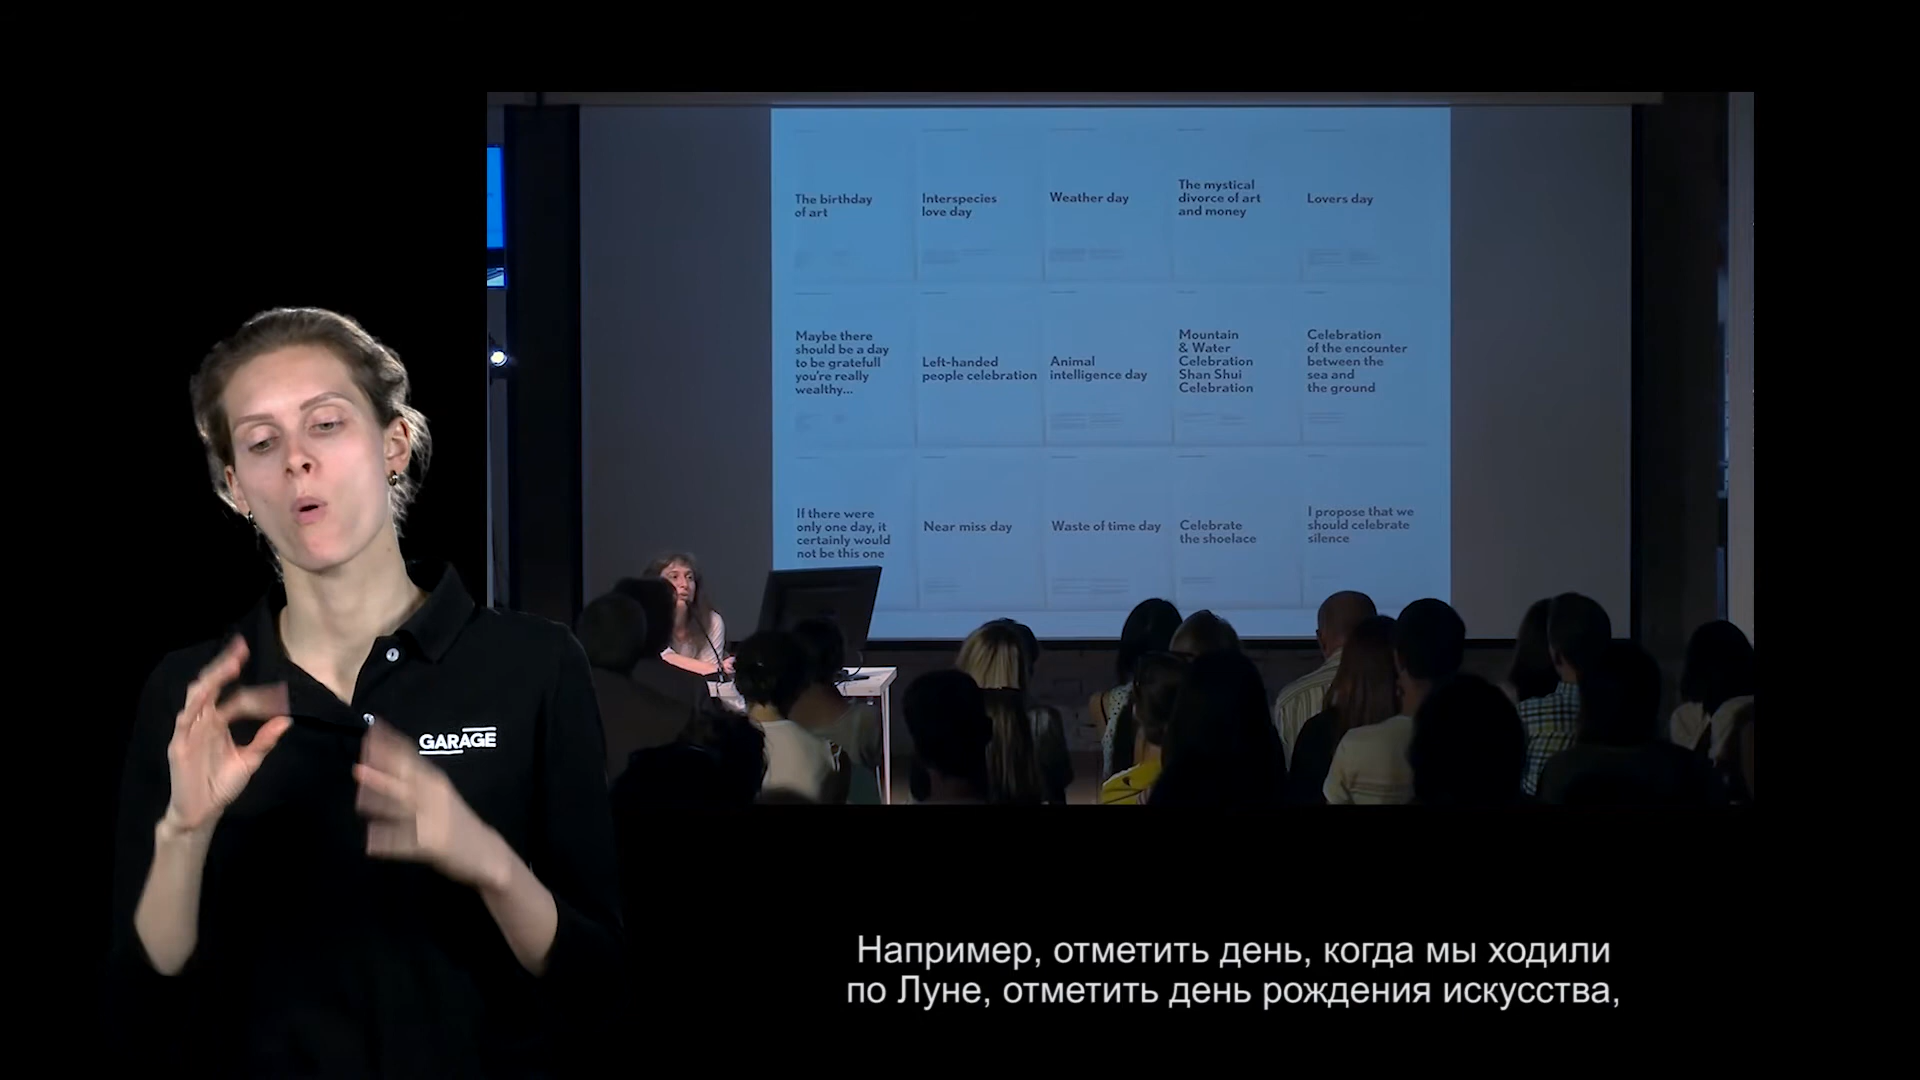 The birthday
of art
Interspecies
love day
Weather day
The mystical
divorce of art
and money
Lovers day
Maybe there
should be a day
to be gratefull
you're really
wealthy...
Left-handed
people celebration
Animal
intelligence day
Mountain
& Water
Celebration
Shan Shui
Celebration
Celebration
of the encounter
between the
sea and
the ground
If there were
only one day, it
certainly would
not be this one
Near miss day
Waste of time day
Celebrate
the shoelace
I propose that we
should celebrate
silence
GARAGE
Например, отметить день, когда мы ходили
по Луне, отметить день рождения искусства,